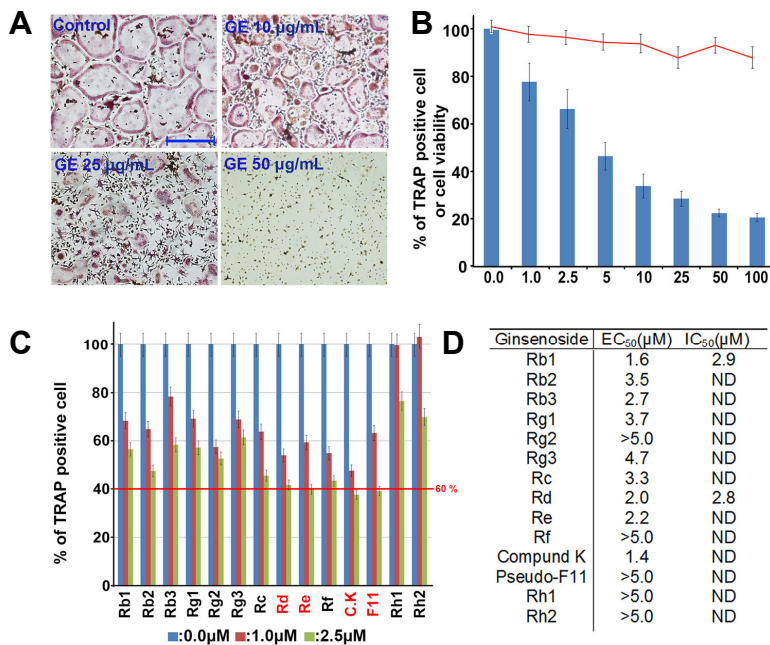 A
Control
GE 10 µg/mL
GE 25 µg/mL
GE 50 µg/mL
B
% of TRAP positive cell
or cell viability
100
80
60
40
20
0
0.0 1.0 2.5 5 10 25 50 100
C
% of TRAP positive cell
100
80
60
40
20
0
60 %
Rb1 Rb2 Rb3 Rg1 Rg2 Rg3 Rc Rd Re Rf C.K F11 Rh1 Rh2
:0.0µM :1.0µM :2.5µM
D
Ginsenoside EC50(µM) IC50(µM)
Rb1 1.6 2.9
Rb2 3.5 ND
Rb3 2.7 ND
Rg1 3.7 ND
Rg2 >5.0 ND
Rg3 4.7 ND
Rc 3.3 ND
Rd 2.0 2.8
Re 2.2 ND
Rf >5.0 ND
Compund K 1.4 ND
Pseudo-F11 >5.0 ND
Rh1 >5.0 ND
Rh2 >5.0 ND